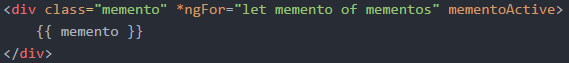 <div class="memento" *ngFor="let memento of mementos" mementoActive>
{{ memento }}
</div>